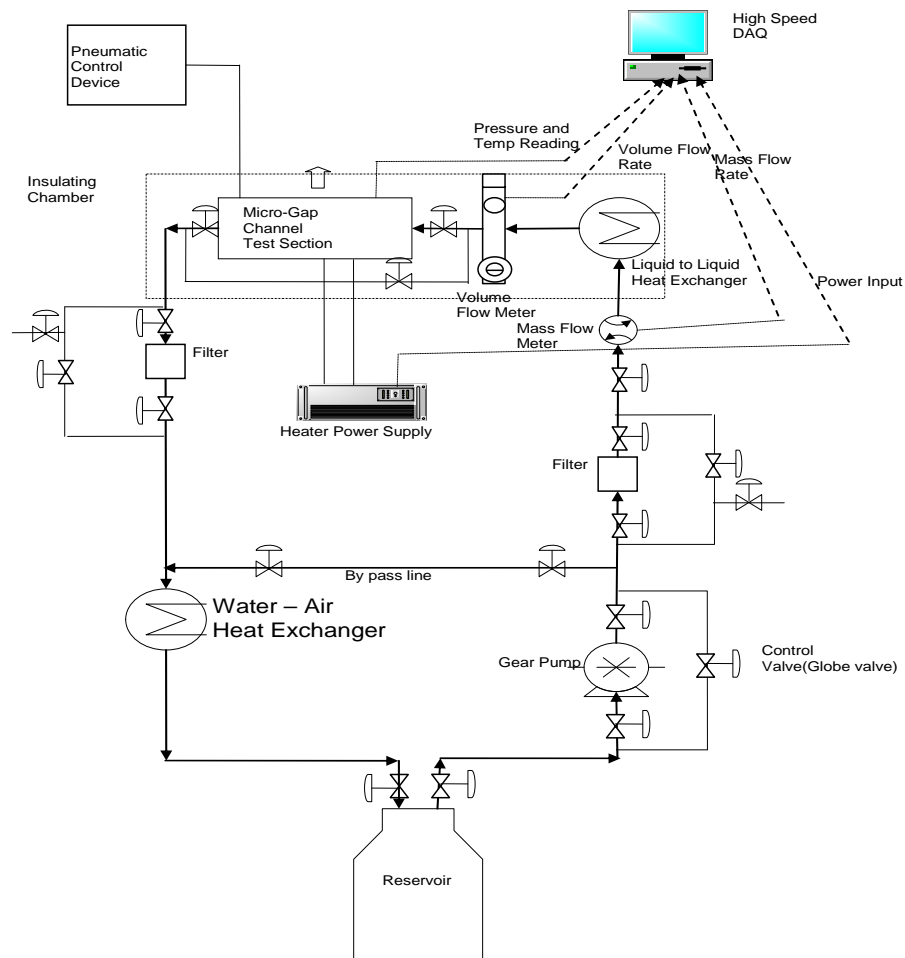 High Speed
DAQ
Pneumatic
Control
Device
Pressure and
Temp Reading
Volume Flow
Rate
Mass Flow
Rate
Insulating
Chamber
Micro-Gap
Channel
Test Section
Liquid to Liquid
Heat Exchanger
Power Input
Volume
Flow Meter
Mass Flow
Meter
Filter
Heater Power Supply
Filter
By pass line
Water – Air
Heat Exchanger
Gear Pump
Control
Valve(Globe valve)
Reservoir